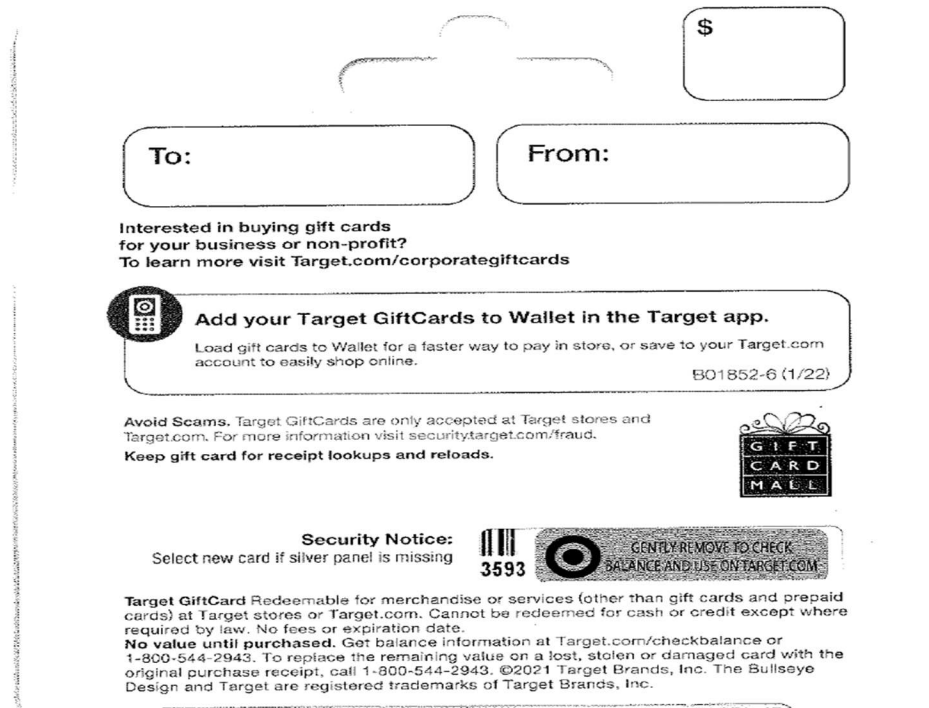 $
To:
From:
Interested in buying gift cards
for your business or non-profit?
To learn more visit Target.com/corporategiftcards
Add your Target GiftCards to Wallet in the Target app.
Load gift cards to Wallet for a faster way to pay in store, or save to your Target.com
account to easily shop online.
B01852-6 (1/22)
Avoid Scams. Target GiftCards are only accepted at Target stores and
Target.com. For more information visit security.target.com/fraud.
Keep gift card for receipt lookups and reloads.
GIFT
CARD
MALL
Security Notice:
Select new card if silver panel is missing
3593
GENTLY REMOVE TO CHECK
BALANCE AND USE ON TARGET.COM
Target GiftCard Redeemable for merchandise or services (other than gift cards and prepaid
cards) at Target stores or Target.com. Cannot be redeemed for cash or credit except where
required by law. No fees or expiration date.
No value until purchased. Get balance information at Target.com/checkbalance or
1-800-544-2943. To replace the remaining value on a lost, stolen or damaged card with the
original purchase receipt, call 1-800-544-2943. ©2021 Target Brands, Inc. The Bullseye
Design and Target are registered trademarks of Target Brands, Inc.